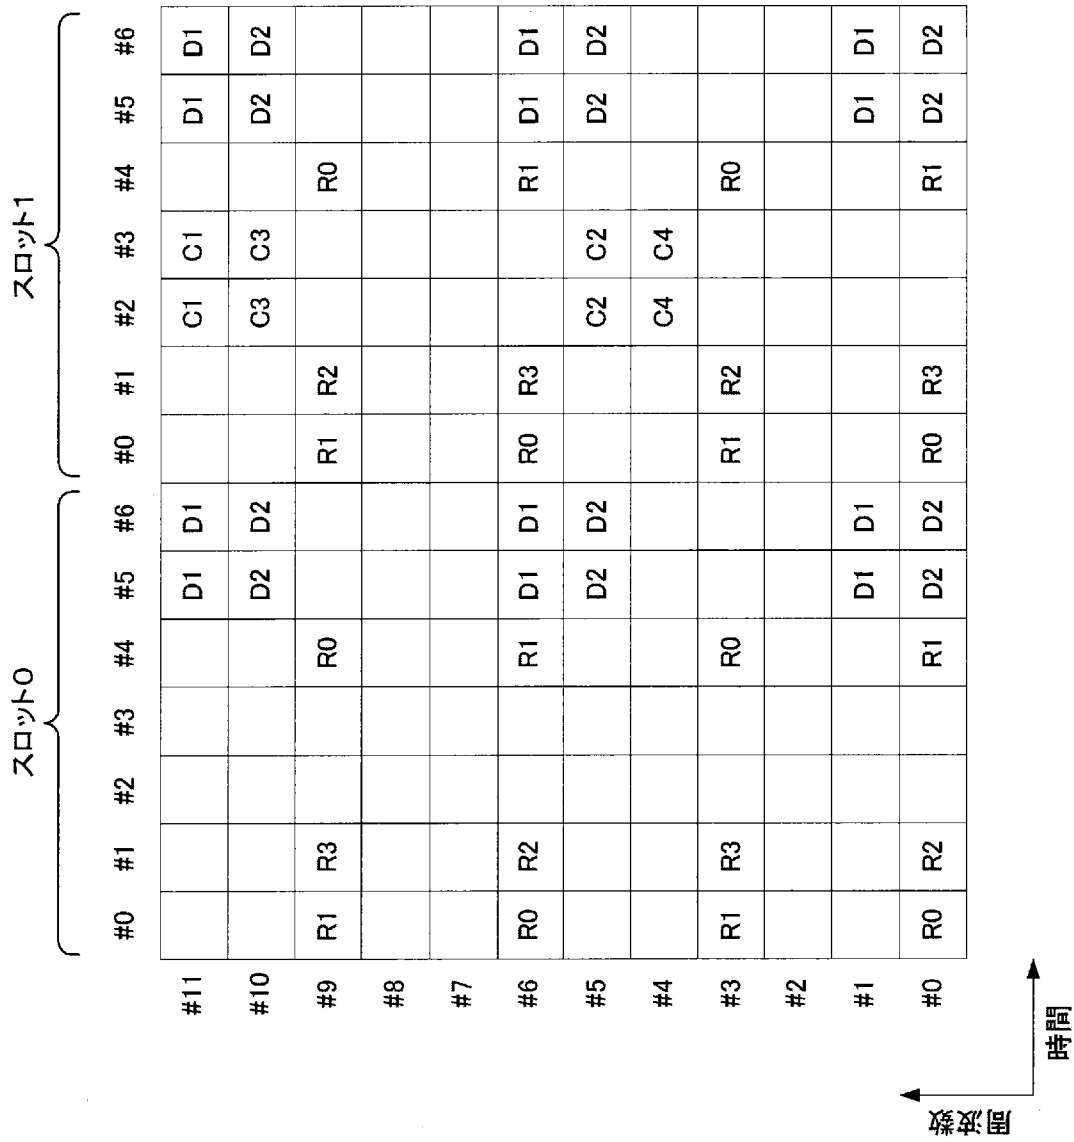 スロット0 スロット1
#0 #1 #2 #3 #4 #5 #6 #0 #1 #2 #3 #4 #5 #6
#11 D1 D1 C1 C1 D1 D1
#10 D2 D2 C3 C3 D2 D2
#9 R1 R3 R0 R1 R2 R0
#8
#7
#6 R0 R2 R1 D1 D1 R0 R3 R1 D1 D1
#5 D2 D2 C2 C2 D2 D2
#4 C4 C4
#3 R1 R3 R0 R1 R2 R0
#2
#1 D1 D1 D1 D1
#0 R0 R2 R1 D2 D2 R0 R3 R1 D2 D2
周波数
時間